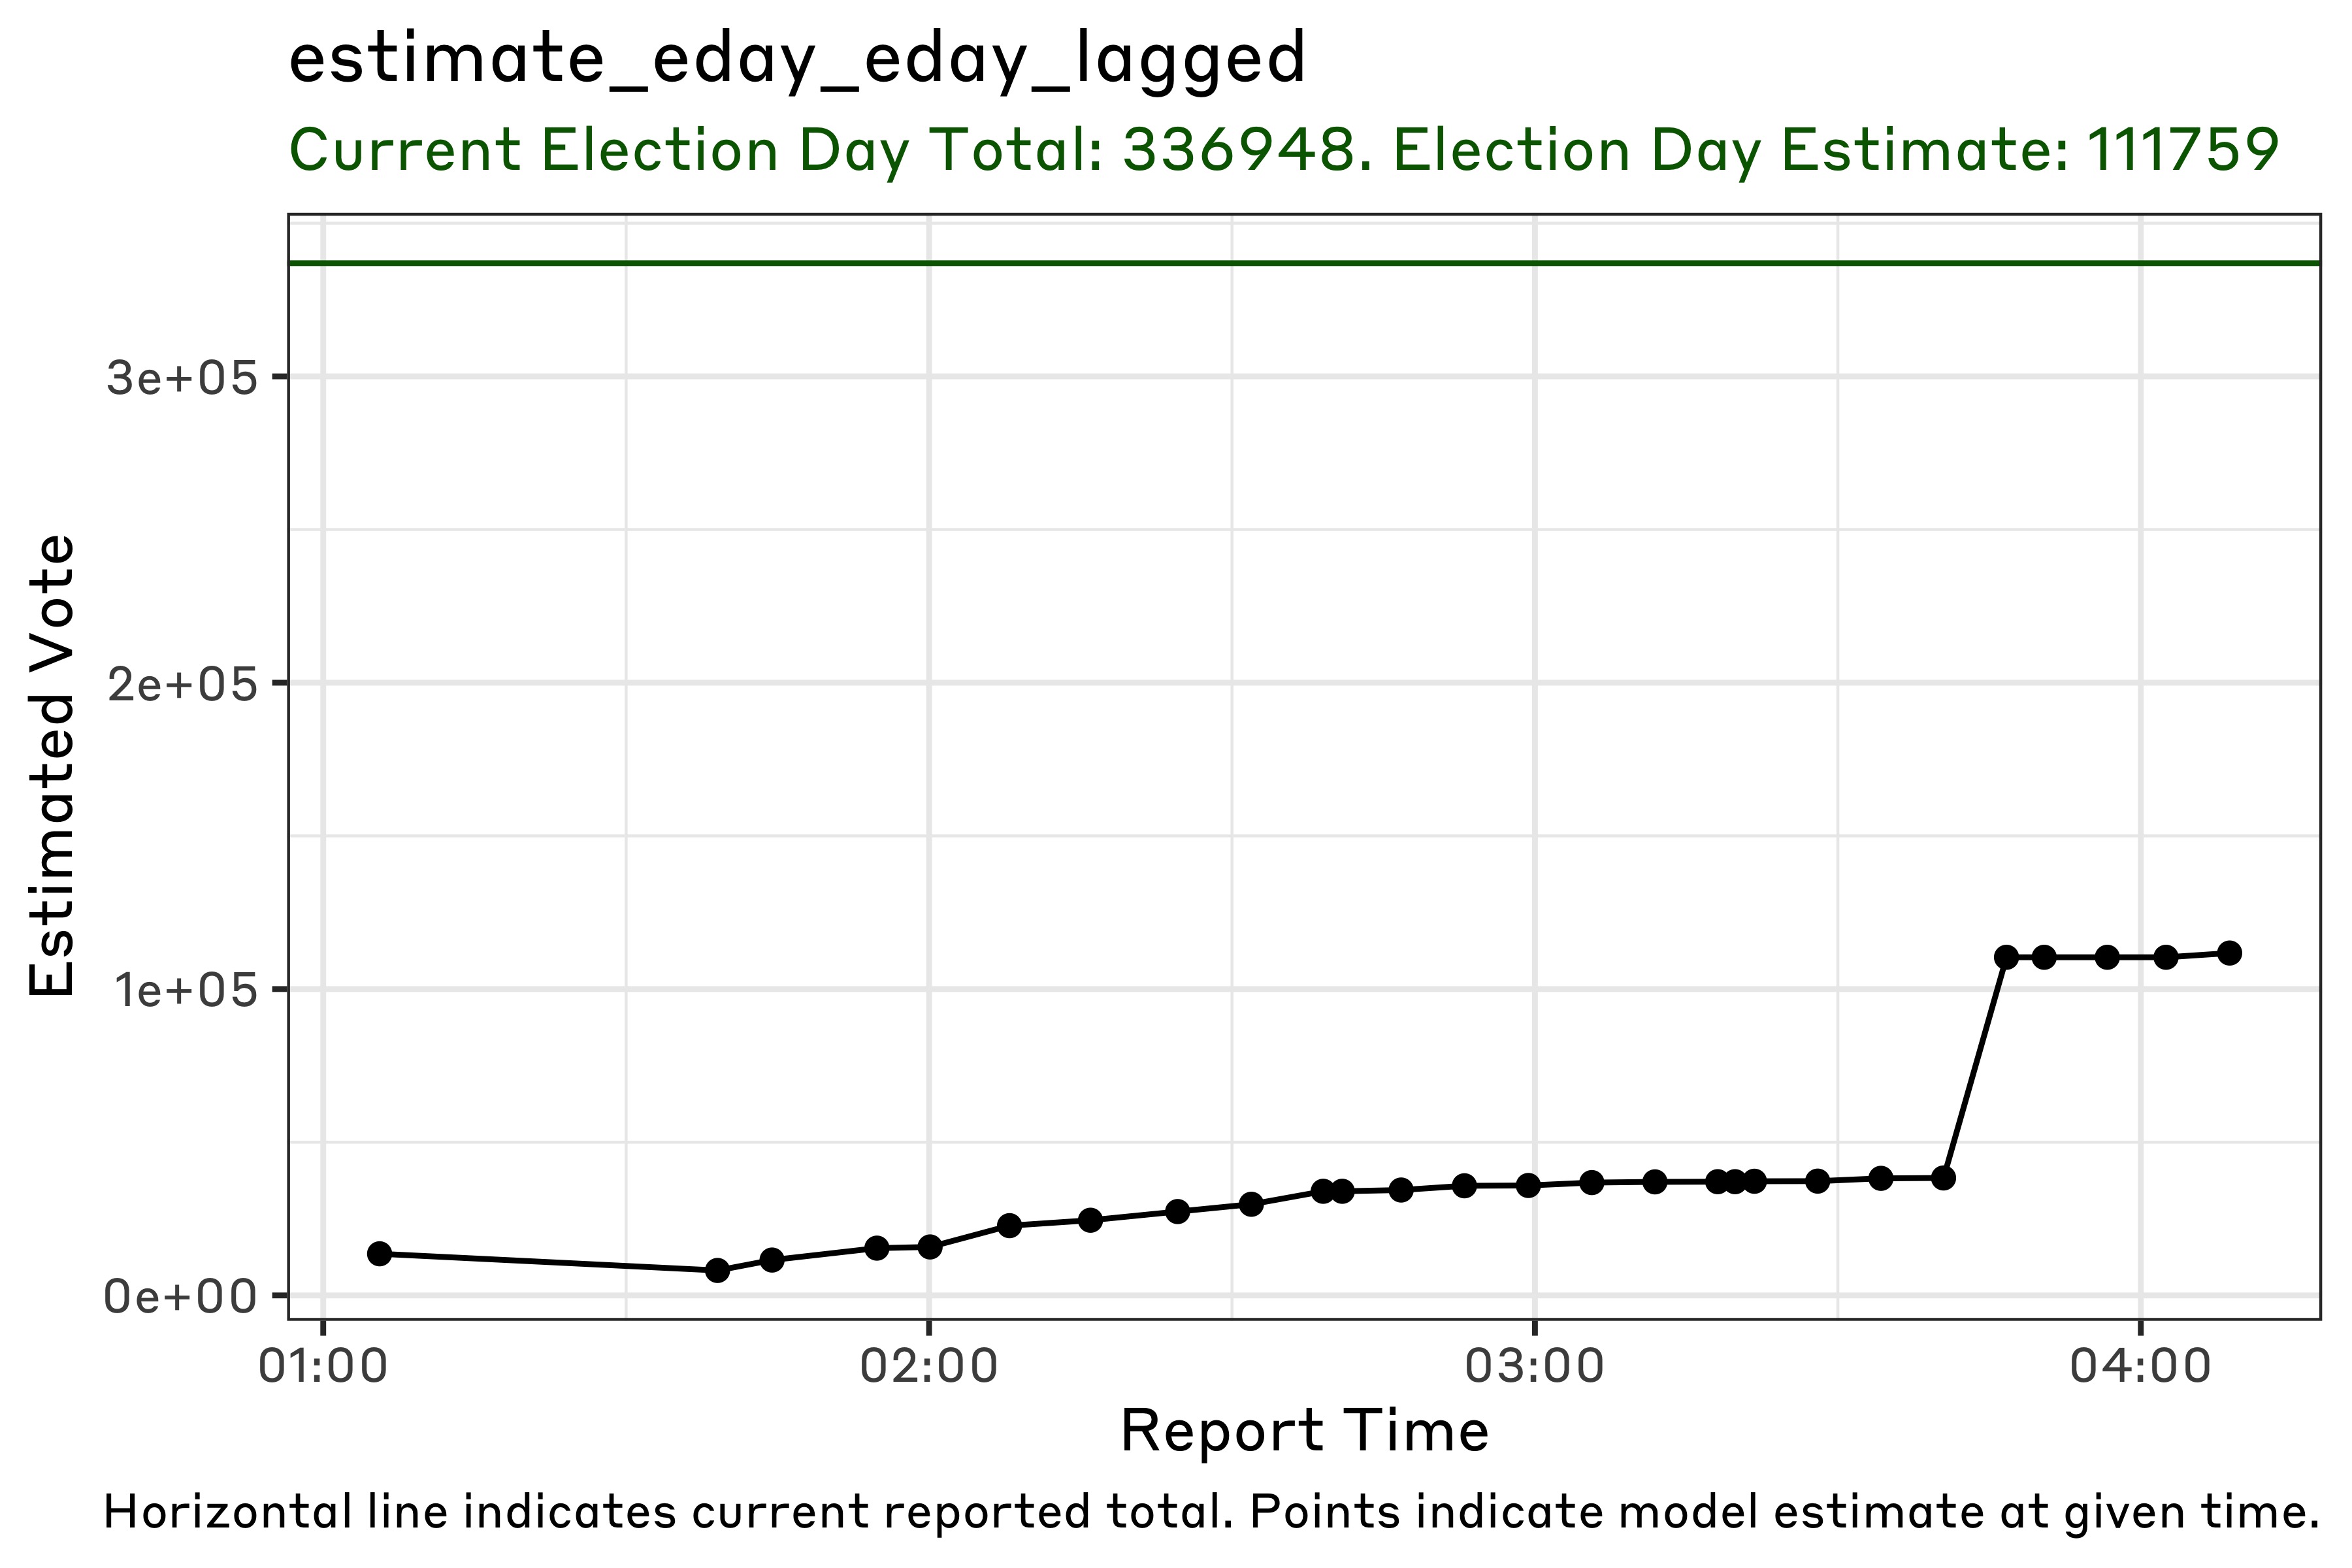 estimate_eday_eday_lagged
Current Election Day Total: 336948. Election Day Estimate: 111759
Estimated Vote
3e+05
2e+05
1e+05
0e+00
01:00 02:00 03:00 04:00
Report Time
Horizontal line indicates current reported total. Points indicate model estimate at given time.